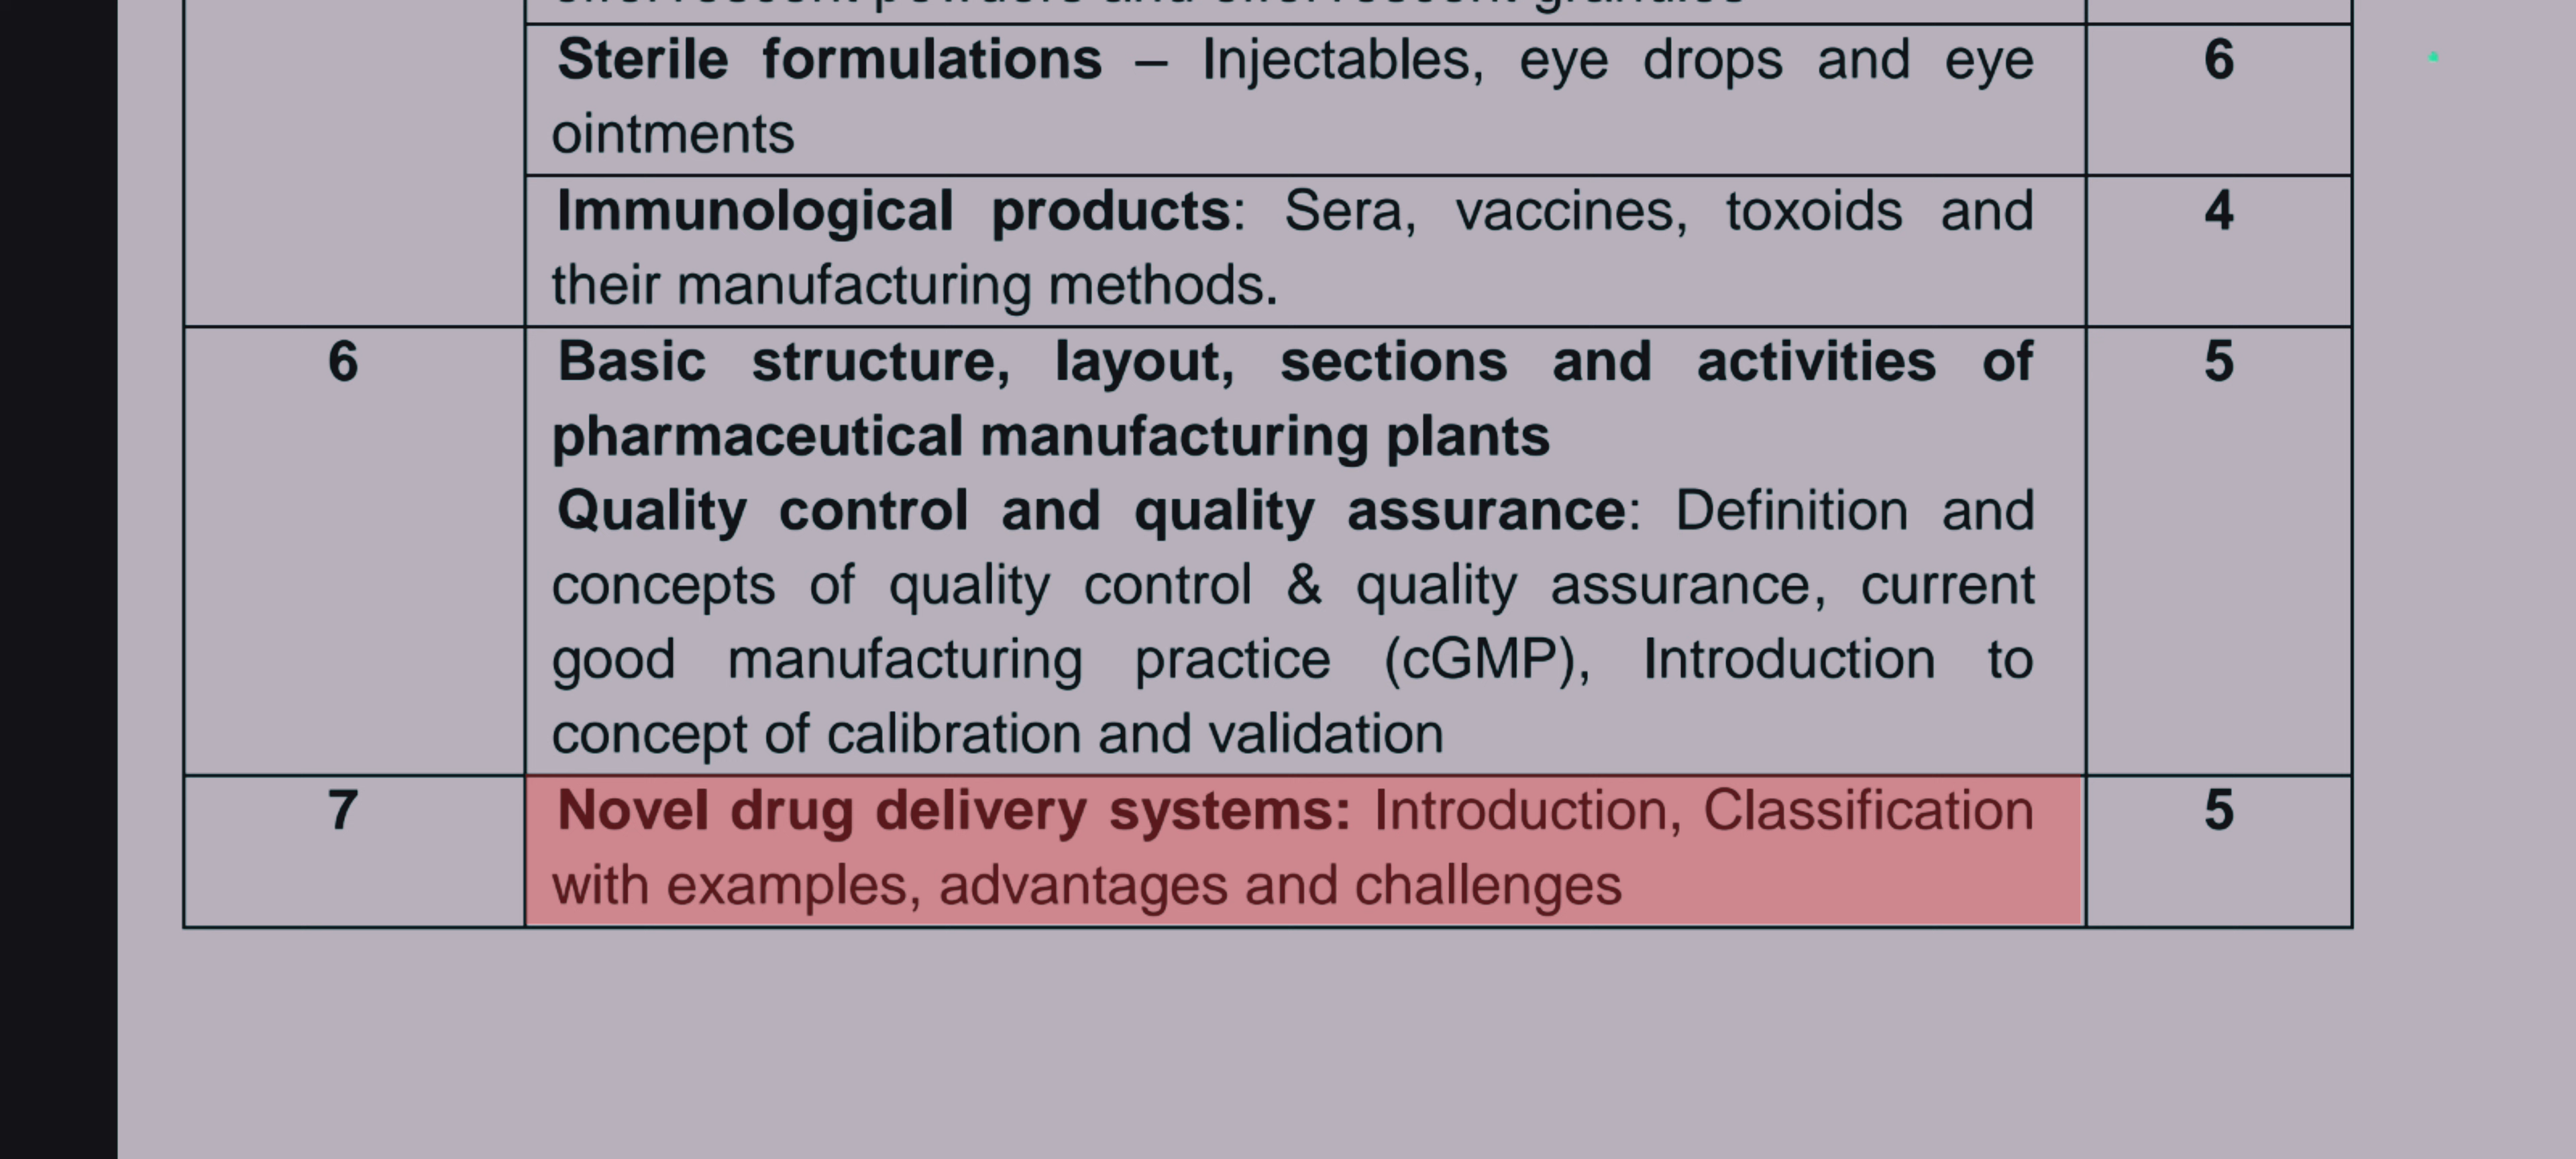 Sterile formulations – Injectables, eye drops and eye 6
ointments
Immunological products: Sera, vaccines, toxoids and 4
their manufacturing methods.
6 Basic structure, layout, sections and activities of 5
pharmaceutical manufacturing plants
Quality control and quality assurance: Definition and
concepts of quality control & quality assurance, current
good manufacturing practice (cGMP), Introduction to
concept of calibration and validation
7 Novel drug delivery systems: Introduction, Classification 5
with examples, advantages and challenges